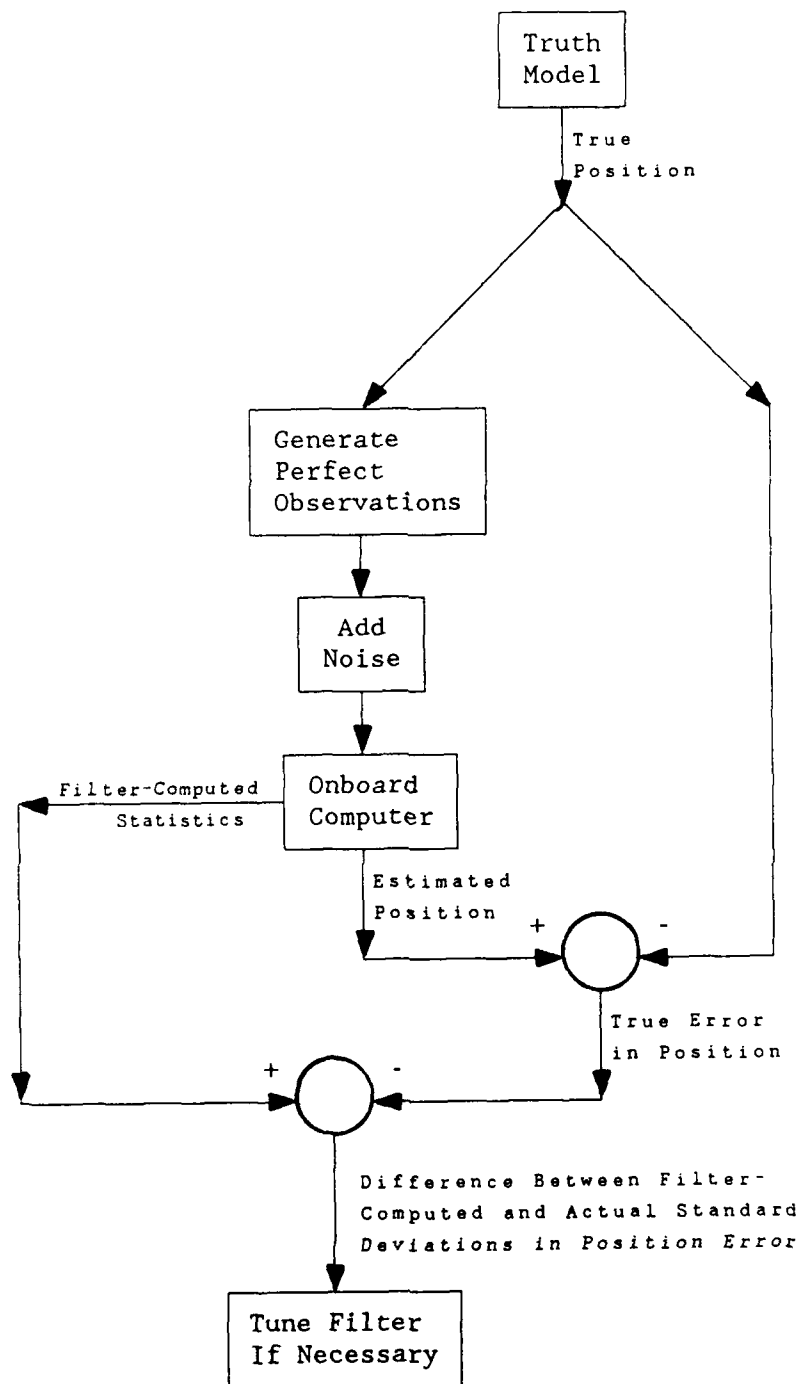 Truth
Model
True
Position
Generate
Perfect
Observations
Add
Noise
Onboard
Computer
Filter-Computed
Statistics
Estimated
Position
+
-
True Error
in Position
+
-
Difference Between Filter-
Computed and Actual Standard
Deviations in Position Error
Tune Filter
If Necessary